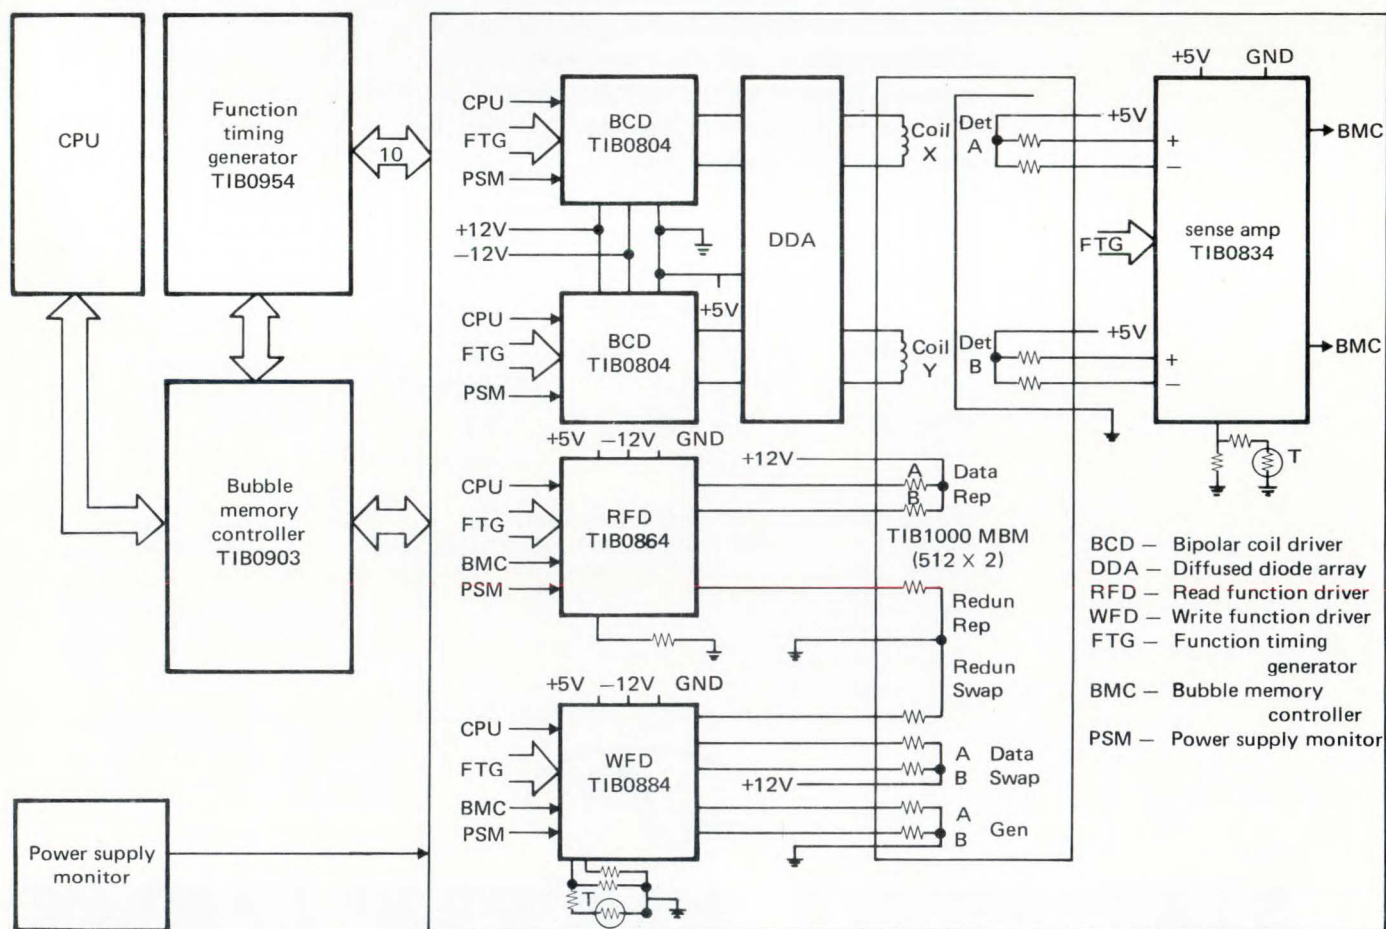 CPU
Function
timing
generator
TIB0954
10
Bubble
memory
controller
TIB0903
Power supply
monitor
CPU
FTG
PSM
BCD
TIB0804
+12V
−12V
+5V
CPU
FTG
PSM
BCD
TIB0804
DDA
Coil
X
Coil
Y
Det
A
+5V
Det
B
+5V
+5V GND
+
−
FTG
sense amp
TIB0834
+
−
BMC
BMC
T
+5V −12V GND
CPU
FTG
BMC
PSM
RFD
TIB0864
+12V
A
B
Data
Rep
TIB1000 MBM
(512 × 2)
Redun
Rep
Redun
Swap
+5V −12V GND
CPU
FTG
BMC
PSM
WFD
TIB0884
+12V
A
B
Data
Swap
A
B
Gen
T
BCD − Bipolar coil driver
DDA − Diffused diode array
RFD − Read function driver
WFD − Write function driver
FTG − Function timing
generator
BMC − Bubble memory
controller
PSM − Power supply monitor